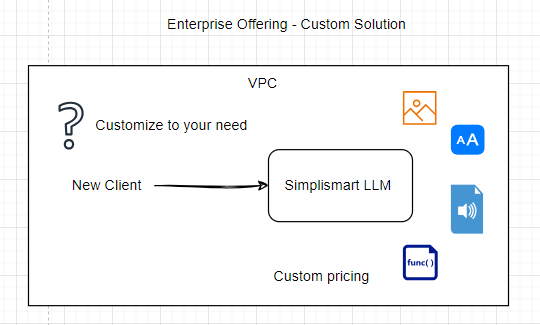 Enterprise Offering - Custom Solution
VPC
?
Customize to your need
AA
New Client
Simplismart LLM
func()
Custom pricing